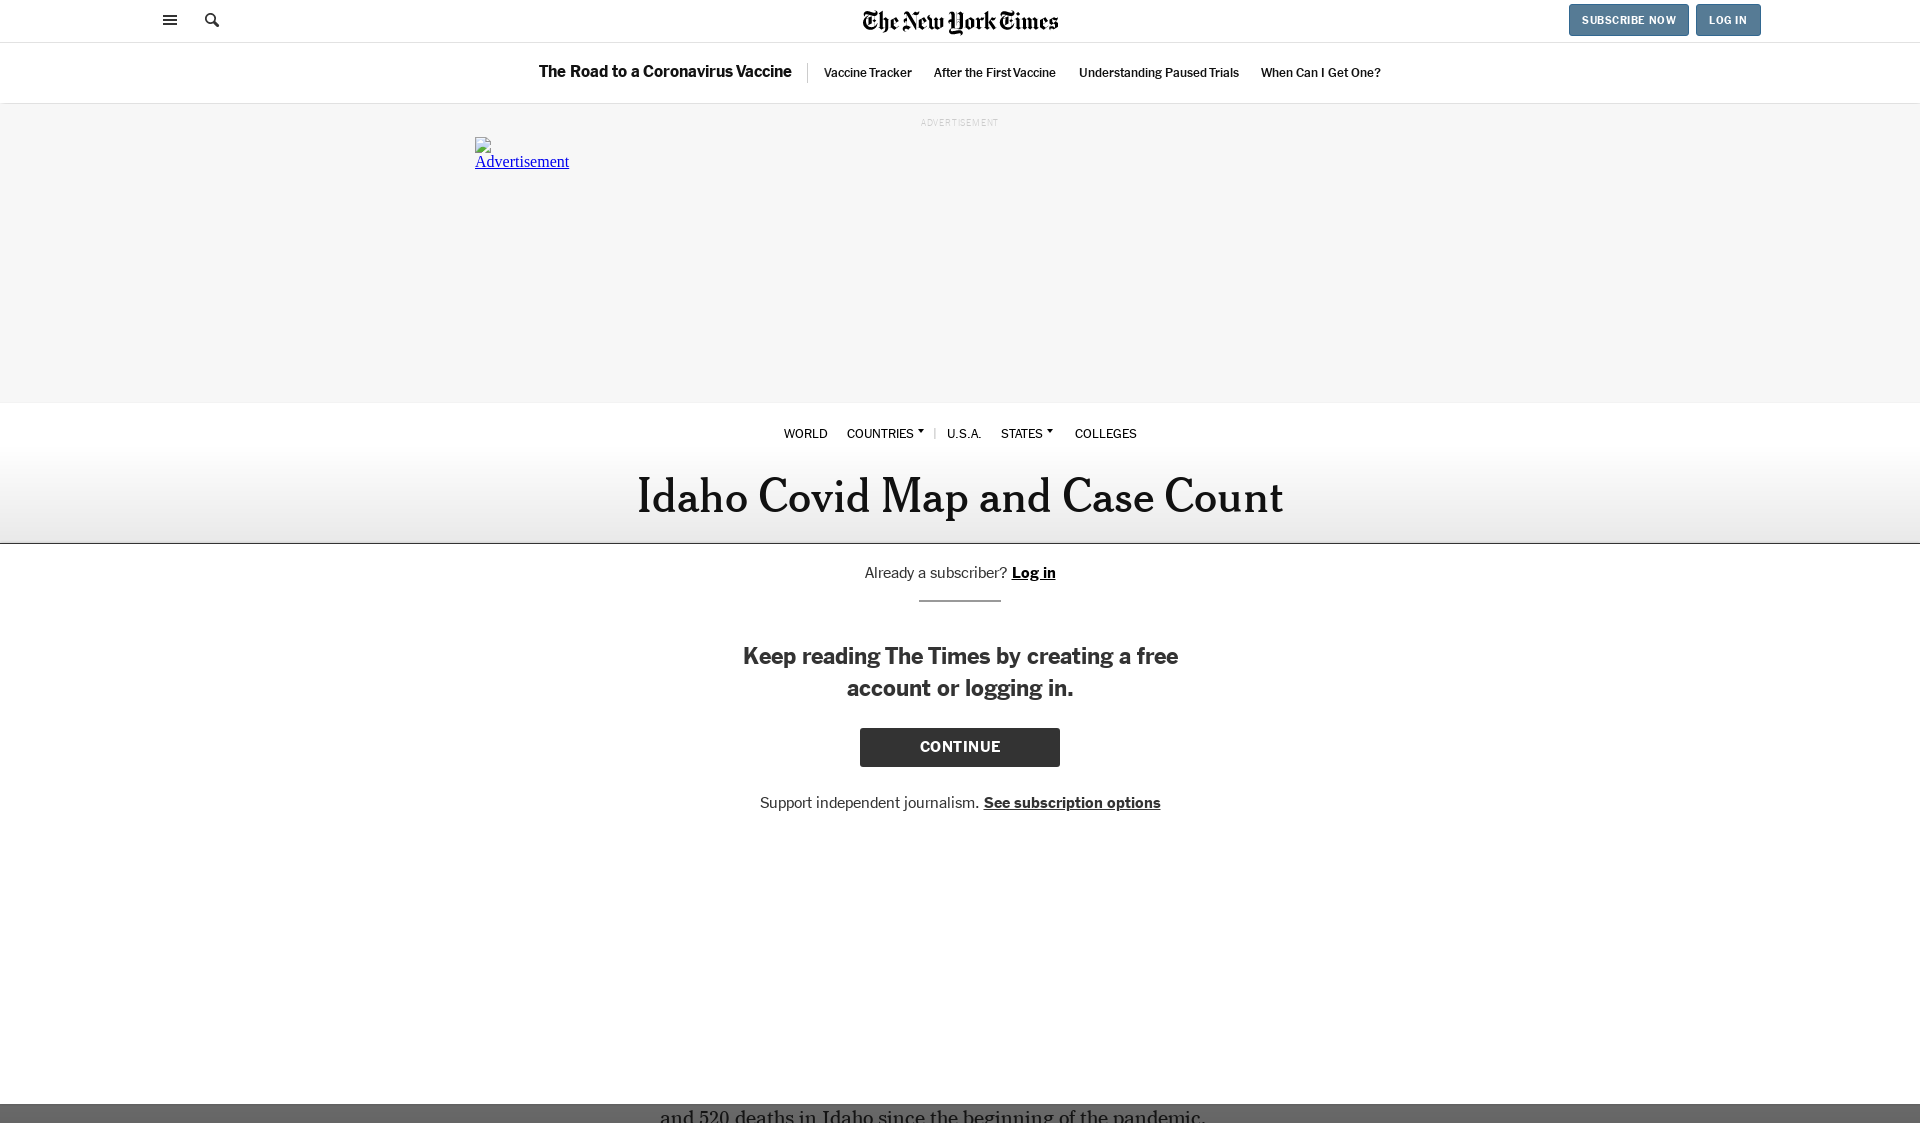 The New York Times
SUBSCRIBE NOW
LOG IN
The Road to a Coronavirus Vaccine
Vaccine Tracker
After the First Vaccine
Understanding Paused Trials
When Can I Get One?
ADVERTISEMENT
Advertisement
WORLD
COUNTRIES
U.S.A.
STATES
COLLEGES
Idaho Covid Map and Case Count
Already a subscriber? Log in
Keep reading The Times by creating a free
account or logging in.
CONTINUE
Support independent journalism. See subscription options
and 520 deaths in Idaho since the beginning of the pandemic.